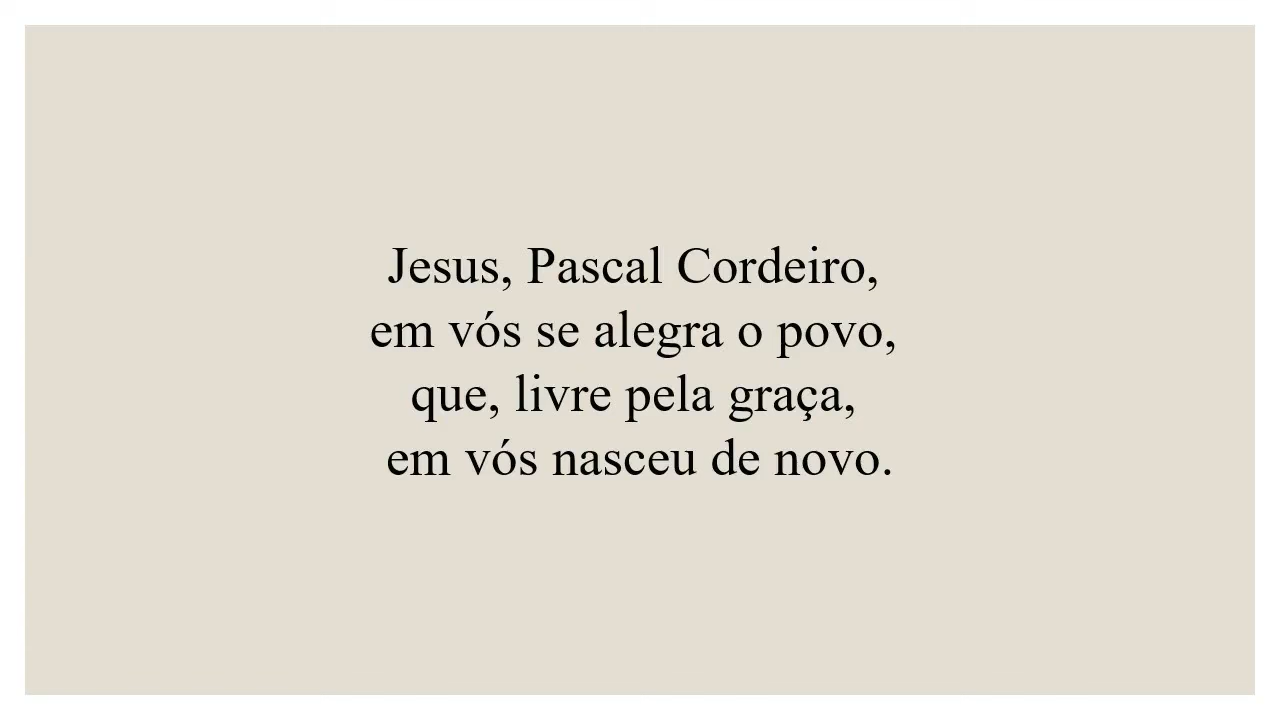 Jesus, Pascal Cordeiro,
em vós se alegra o povo,
que, livre pela graça,
em vós nasceu de novo.